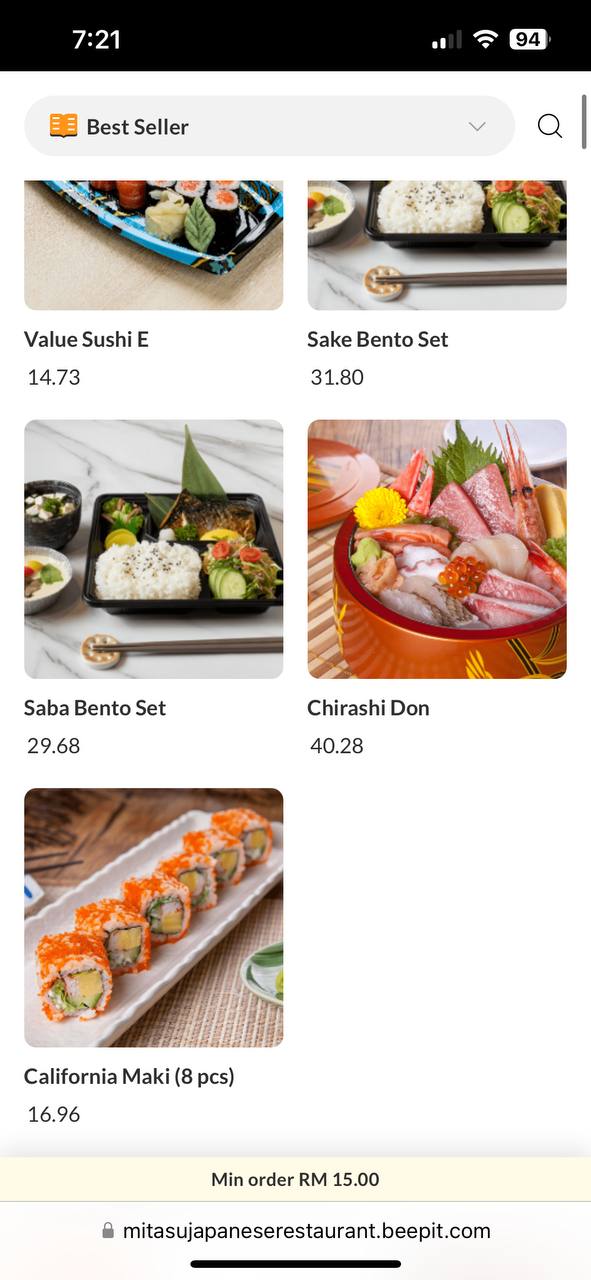 7:21
94
Best Seller
Value Sushi E
14.73
Sake Bento Set
31.80
Saba Bento Set
29.68
Chirashi Don
40.28
California Maki (8 pcs)
16.96
Min order RM 15.00
mitasujapaneserestaurant.beepit.com